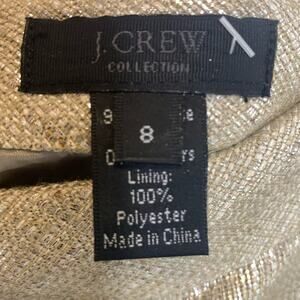 J.CREW
COLLECTION
8
Lining:
100%
Polyester
Made in China